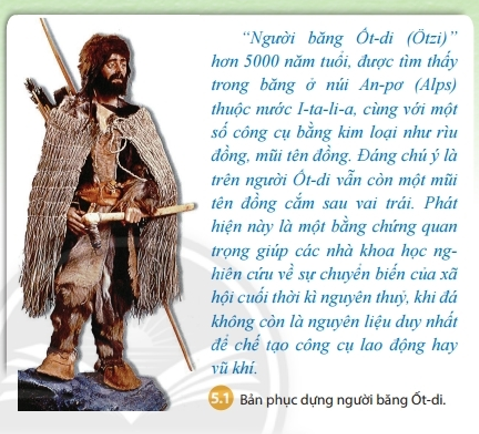 “Người băng Ốt-di (Ötzi)”
hơn 5000 năm tuổi, được tìm thấy
trong băng ở núi An-pơ (Alps)
thuộc nước I-ta-li-a, cùng với một
số công cụ bằng kim loại như rìu
đồng, mũi tên đồng. Đáng chú ý là
trên người Ốt-di vẫn còn một mũi
tên đồng cắm sau vai trái. Phát
hiện này là một bằng chứng quan
trọng giúp các nhà khoa học ng-
hiên cứu về sự chuyển biến của xã
hội cuối thời kì nguyên thuỷ, khi đá
không còn là nguyên liệu duy nhất
để chế tạo công cụ lao động hay
vũ khí.
5.1 Bản phục dựng người băng Ốt-di.